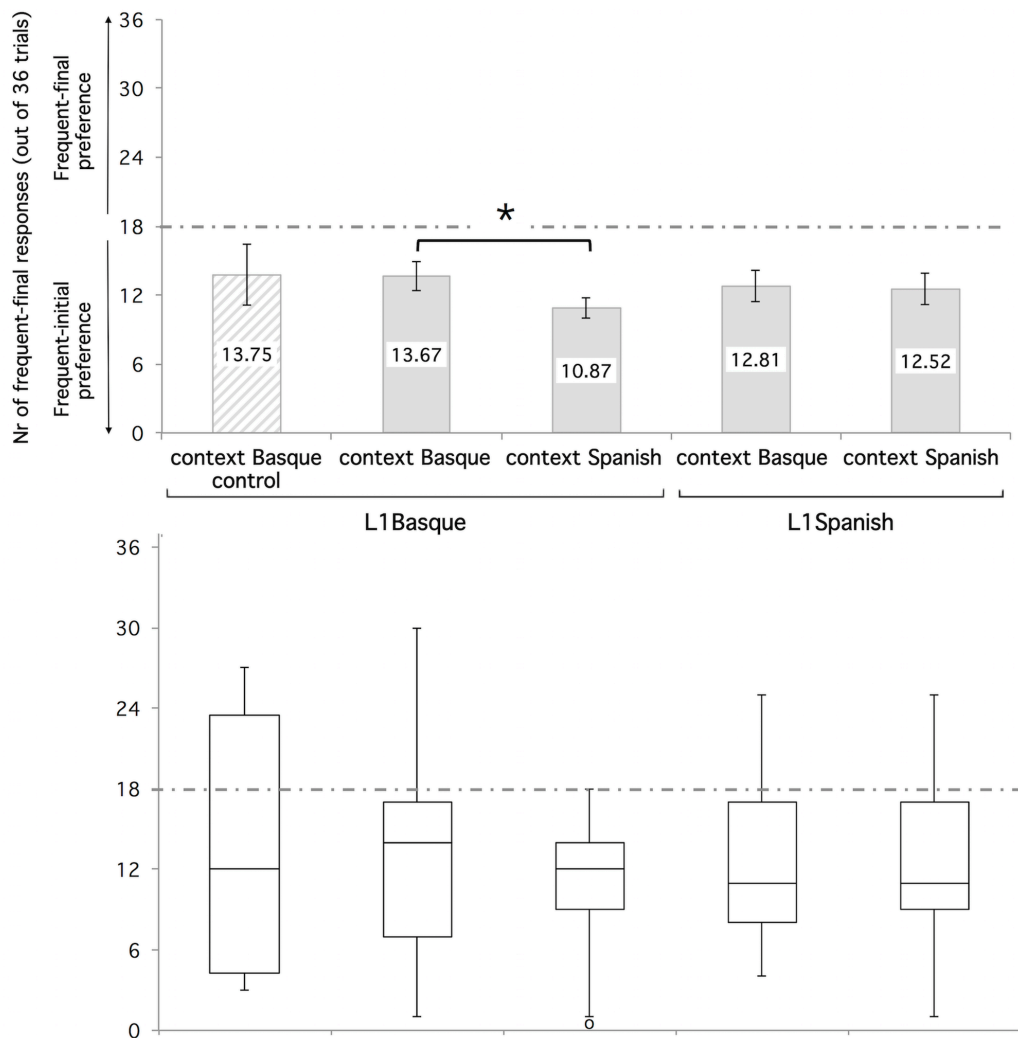 Nr of frequent-final responses (out of 36 trials)
Frequent-final
preference
Frequent-initial
preference
36
30
24
18
12
6
0
*
13.75
13.67
10.87
12.81
12.52
context Basque
control
context Basque
context Spanish
context Basque
context Spanish
L1Basque
L1Spanish
36
30
24
18
12
6
0